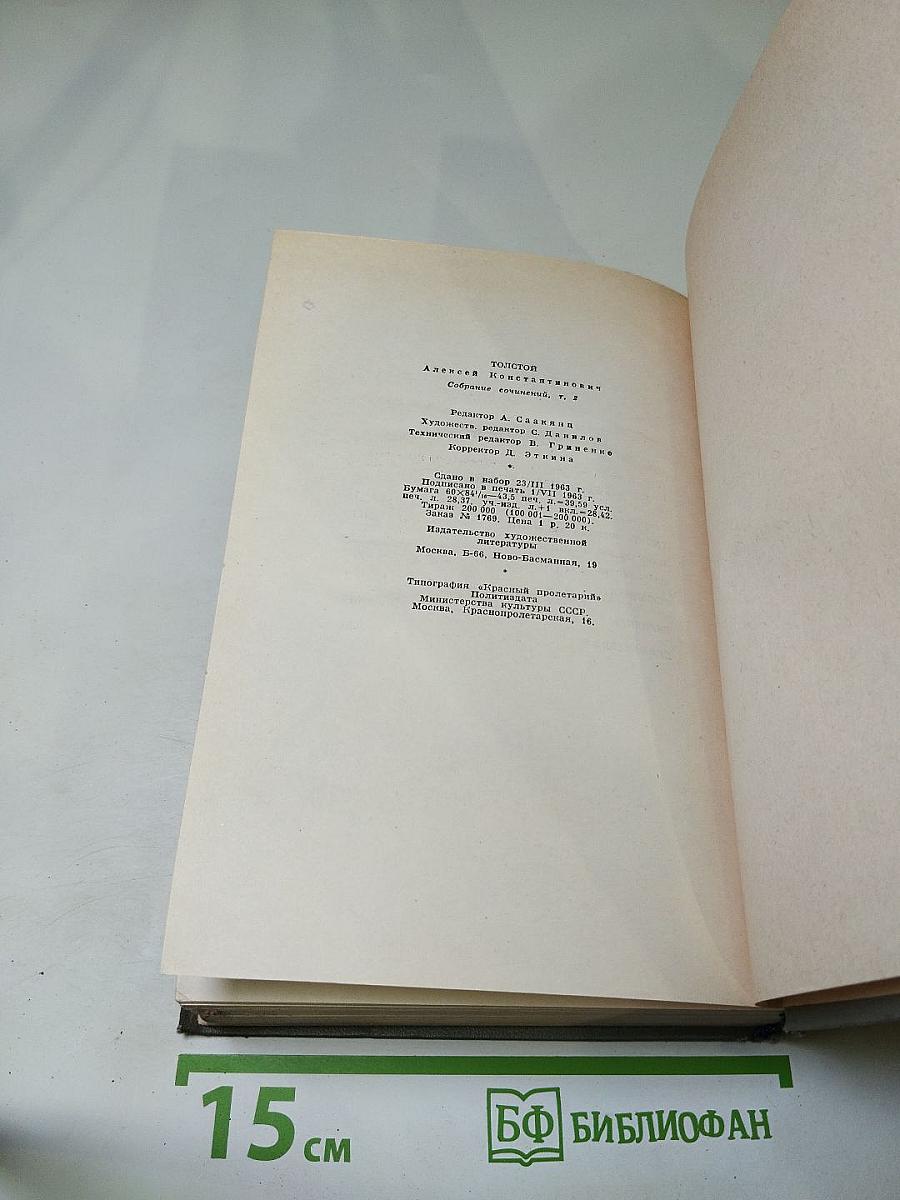 ТОЛСТОЙ
Алексей Константинович
Собрание сочинений, т. 2
Редактор А. Саакянц
Художеств. редактор С. Данилов
Технический редактор В. Гриненко
Корректор Д. Эткина
*
Сдано в набор 23/III 1963 г.
Подписано в печать 1/VII 1963 г.
Бумага 60×84¹/₁₆—43,5 печ. л.=39,59 усл.
печ. л. 28,37. уч.-изд. л.+1 вкл.=28,42.
Тираж 200 000 (100 001—200 000).
Заказ № 1769. Цена 1 р. 20 к.
Издательство художественной
литературы
Москва, Б-66, Ново-Басманная, 19
*
Типография «Красный пролетарий»
Политиздата
Министерства культуры СССР.
Москва, Краснопролетарская, 16.
15 см
БФ БИБЛИОФАН